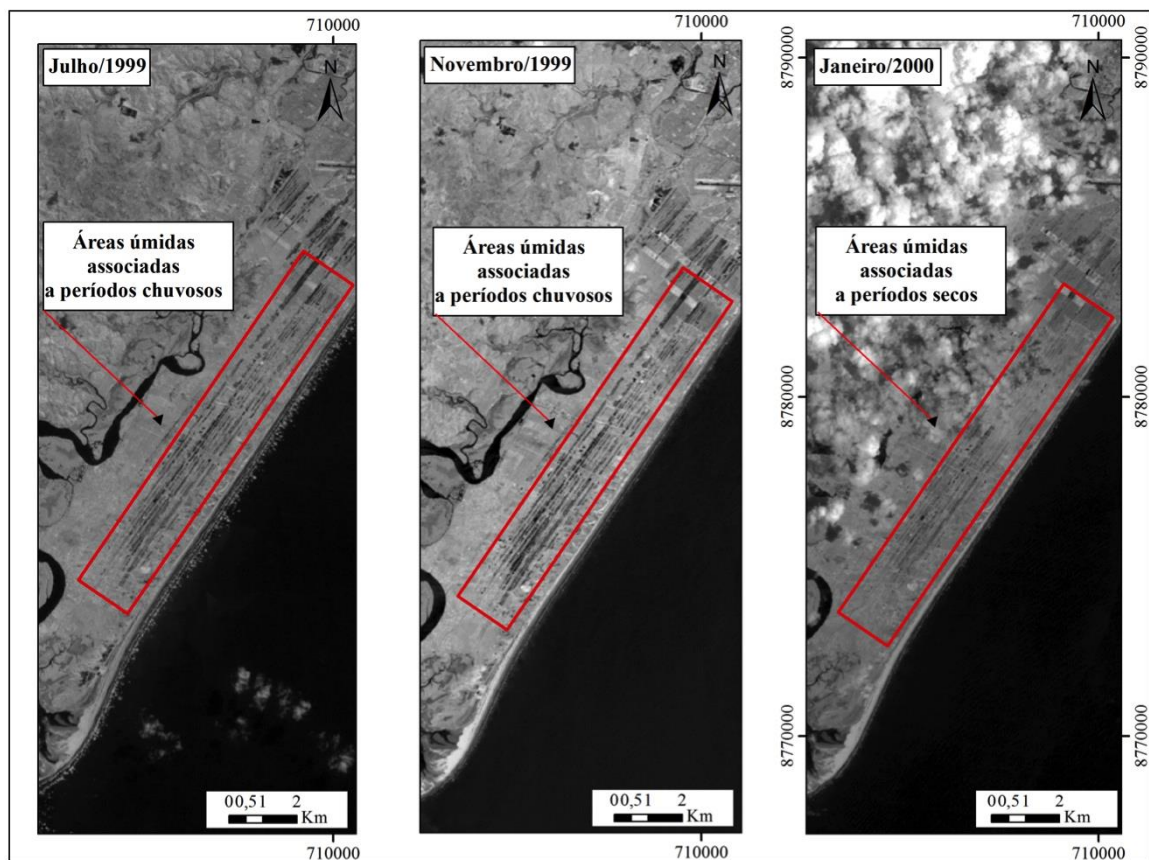 710000
710000
710000
Julho/1999
N
Novembro/1999
N
Janeiro/2000
N
8790000
Áreas úmidas
associadas
a períodos chuvosos
Áreas úmidas
associadas
a períodos chuvosos
Áreas úmidas
associadas
a períodos secos
8780000
8780000
8790000
8770000
8770000
00,51 2
Km
00,51 2
Km
00,51 2
Km
710000
710000
710000